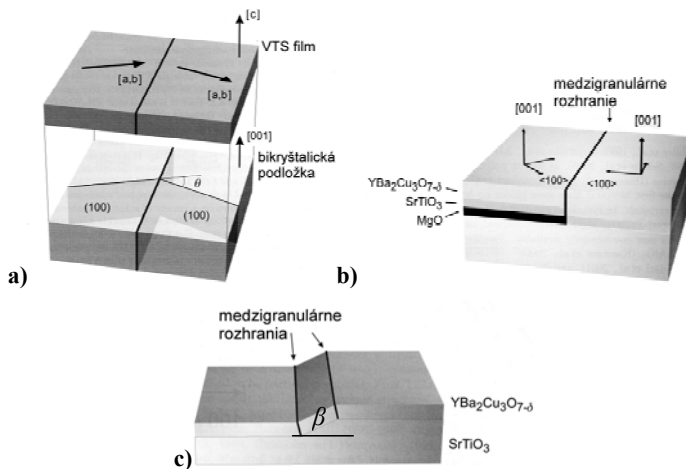 [c]
VTS film
[a,b]
[a,b]
[001]
bikryštalická
podložka
θ
(100)
(100)
a)
medzigranulárne
rozhranie
[001]
[001]
<100>
<100>
YBa2Cu3O7-δ
SrTiO3
MgO
b)
medzigranulárne
rozhrania
β
YBa2Cu3O7-δ
SrTiO3
c)